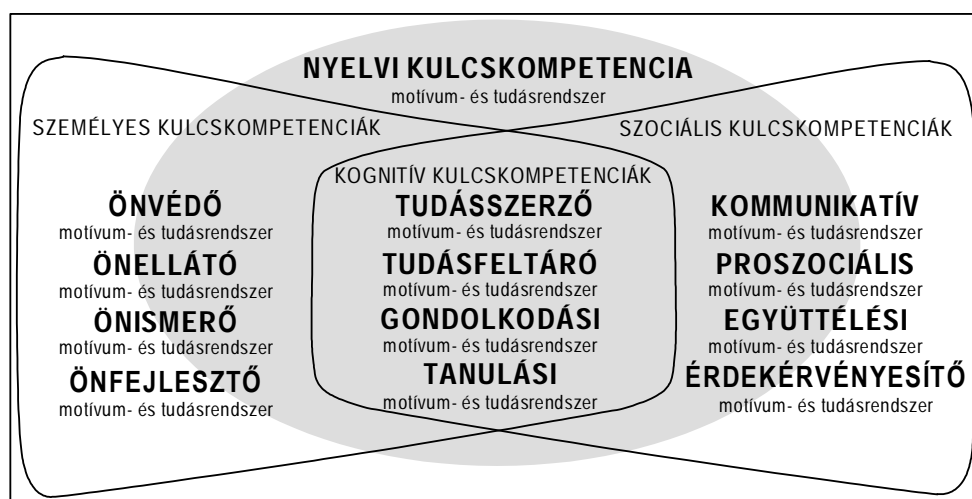 NYELVI KULCSKOMPETENCIA
motívum- és tudásrendszer
SZEMÉLYES KULCSKOMPETENCIÁK
SZOCIÁLIS KULCSKOMPETENCIÁK
KOGNITÍV KULCSKOMPETENCIÁK
ÖNVÉDŐ
motívum- és tudásrendszer
ÖNELLÁTÓ
motívum- és tudásrendszer
ÖNISMERŐ
motívum- és tudásrendszer
ÖNFEJLESZTŐ
motívum- és tudásrendszer
TUDÁSSZERZŐ
motívum- és tudásrendszer
TUDÁSFELTÁRÓ
motívum- és tudásrendszer
GONDOLKODÁSI
motívum- és tudásrendszer
TANULÁSI
motívum- és tudásrendszer
KOMMUNIKATÍV
motívum- és tudásrendszer
PROSZOCIÁLIS
motívum- és tudásrendszer
EGYÜTTÉLÉSI
motívum- és tudásrendszer
ÉRDEKÉRVÉNYESÍTŐ
motívum- és tudásrendszer